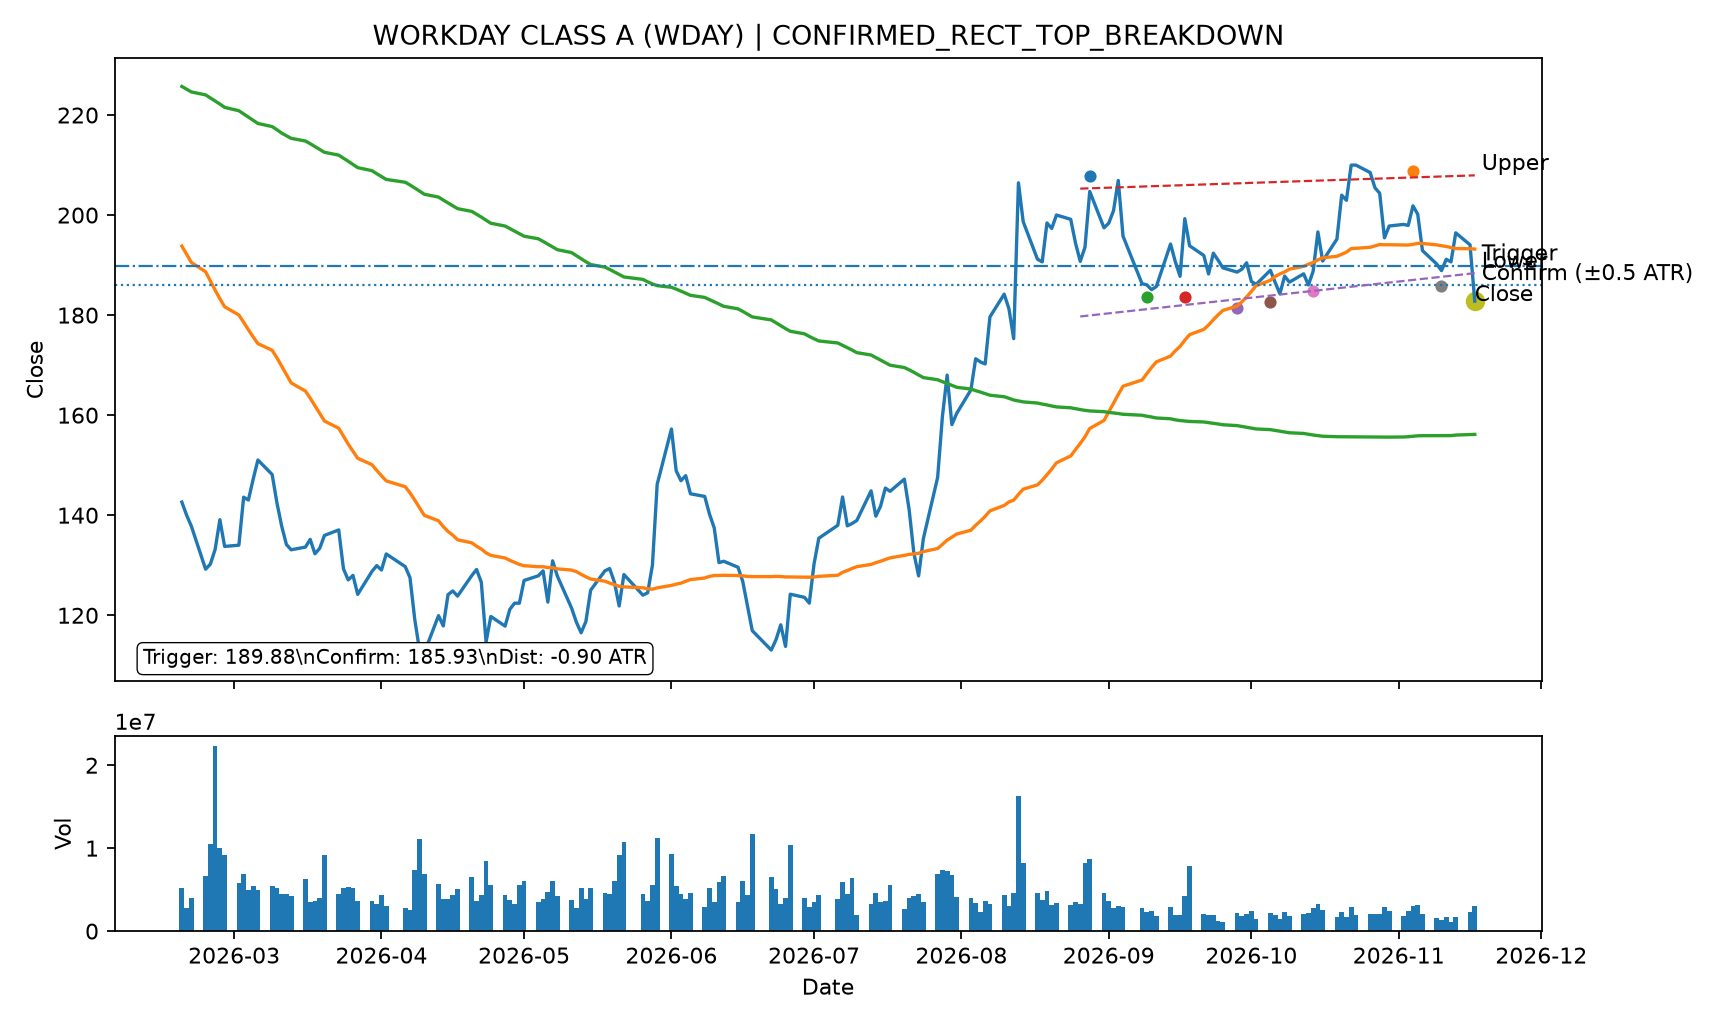 WORKDAY CLASS A (WDAY) | CONFIRMED_RECT_TOP_BREAKDOWN
Close
220
200
180
160
140
120
Upper
Trigger
Lower
Confirm (±0.5 ATR)
Close
Trigger: 189.88\nConfirm: 185.93\nDist: -0.90 ATR
1e7
Vol
2
1
0
2026-03 2026-04 2026-05 2026-06 2026-07 2026-08 2026-09 2026-10 2026-11 2026-12
Date